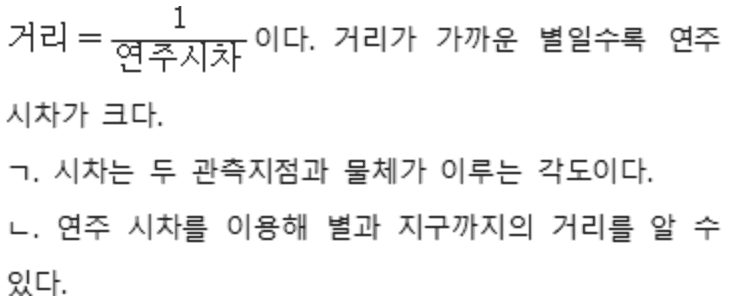 거리 = 1/연주시차 이다. 거리가 가까운 별일수록 연주
시차가 크다.
ㄱ. 시차는 두 관측지점과 물체가 이루는 각도이다.
ㄴ. 연주 시차를 이용해 별과 지구까지의 거리를 알 수
있다.